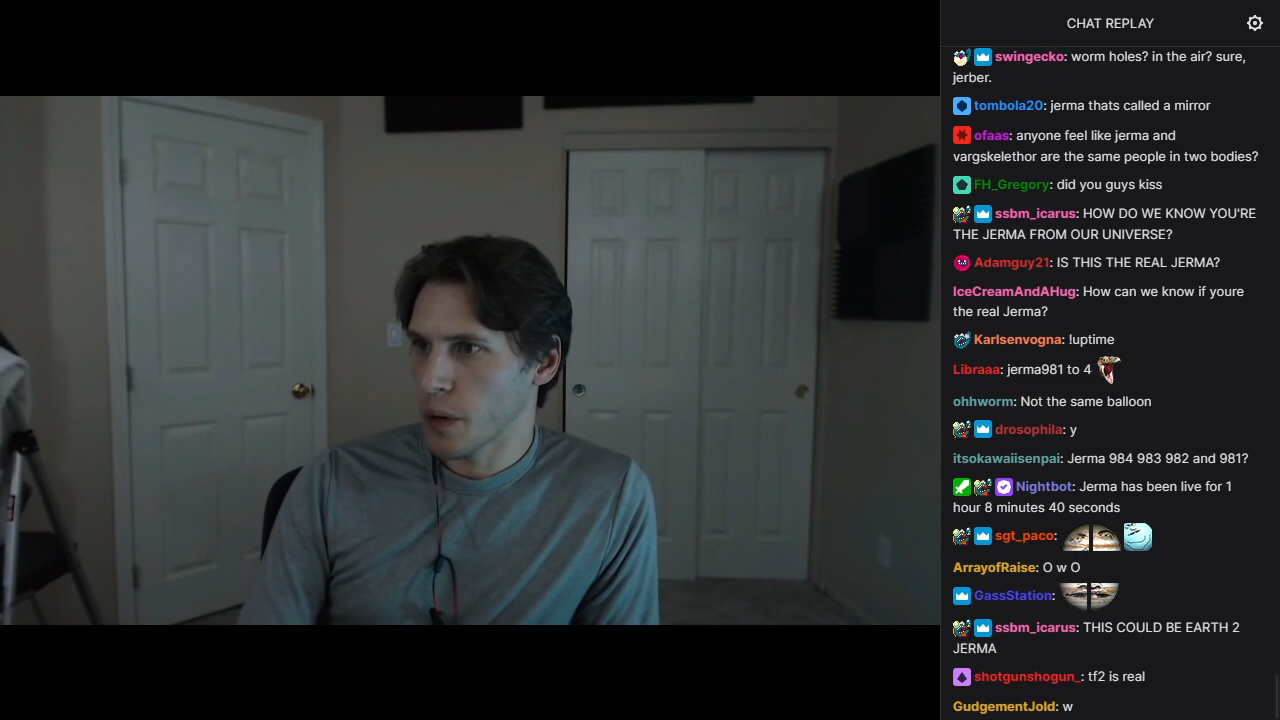 CHAT REPLAY
swingecko: worm holes? in the air? sure,
jerber.
tombola20: jerma thats called a mirror
ofaas: anyone feel like jerma and
vargskelethor are the same people in two bodies?
FH_Gregory: did you guys kiss
ssbm_icarus: HOW DO WE KNOW YOU'RE
THE JERMA FROM OUR UNIVERSE?
Adamguy21: IS THIS THE REAL JERMA?
IceCreamAndAHug: How can we know if youre
the real Jerma?
Karlsenvogna: !uptime
Libraaa: jerma981 to 4
ohhworm: Not the same balloon
drosophila: y
itsokawaiisenpai: Jerma 984 983 982 and 981?
Nightbot: Jerma has been live for 1
hour 8 minutes 40 seconds
sgt_paco:
ArrayofRaise: O w O
GassStation:
ssbm_icarus: THIS COULD BE EARTH 2
JERMA
shotgunshogun_: tf2 is real
GudgementJold: w